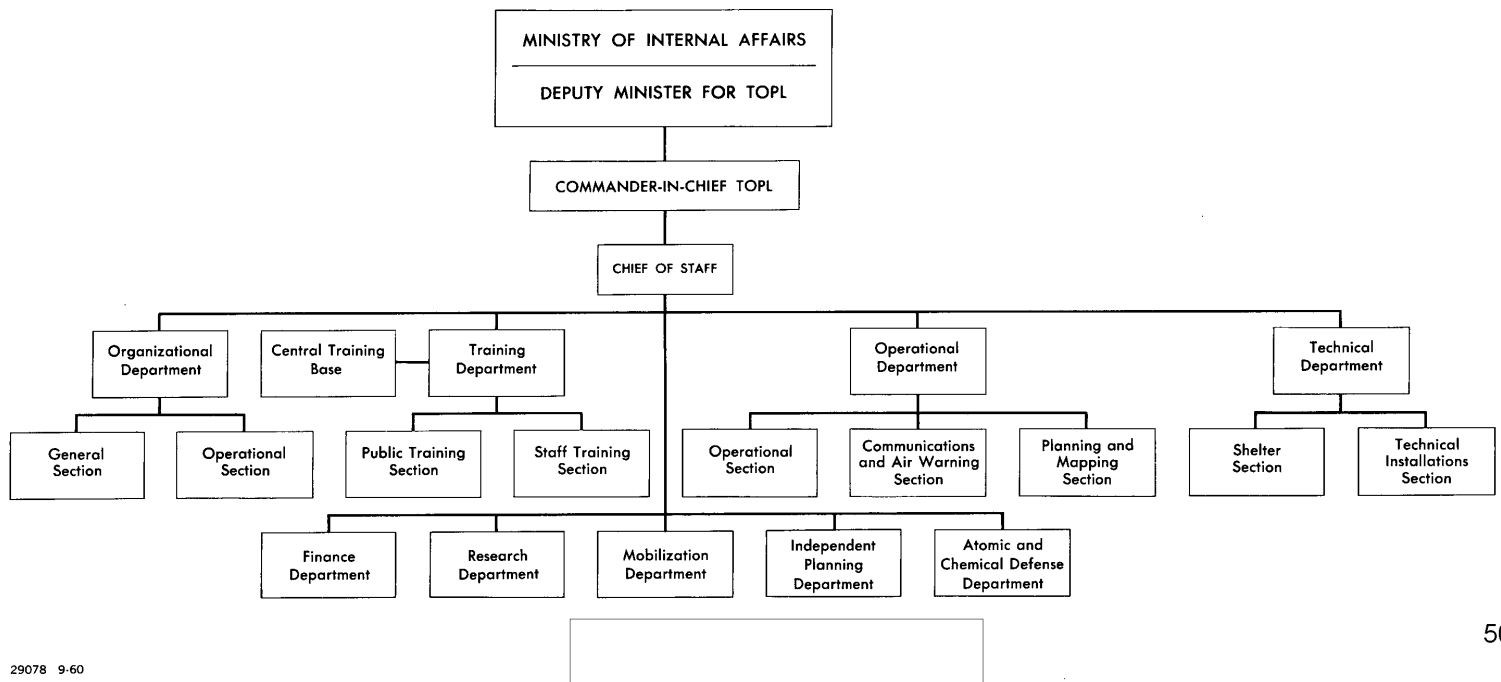 MINISTRY OF INTERNAL AFFAIRS
DEPUTY MINISTER FOR TOPL
COMMANDER-IN-CHIEF TOPL
CHIEF OF STAFF
Organizational
Department
Central Training
Base
Training
Department
Operational
Department
Technical
Department
General
Section
Operational
Section
Public Training
Section
Staff Training
Section
Operational
Section
Communications
and Air Warning
Section
Planning and
Mapping
Section
Shelter
Section
Technical
Installations
Section
Finance
Department
Research
Department
Mobilization
Department
Independent
Planning
Department
Atomic and
Chemical Defense
Department
29078 9-60